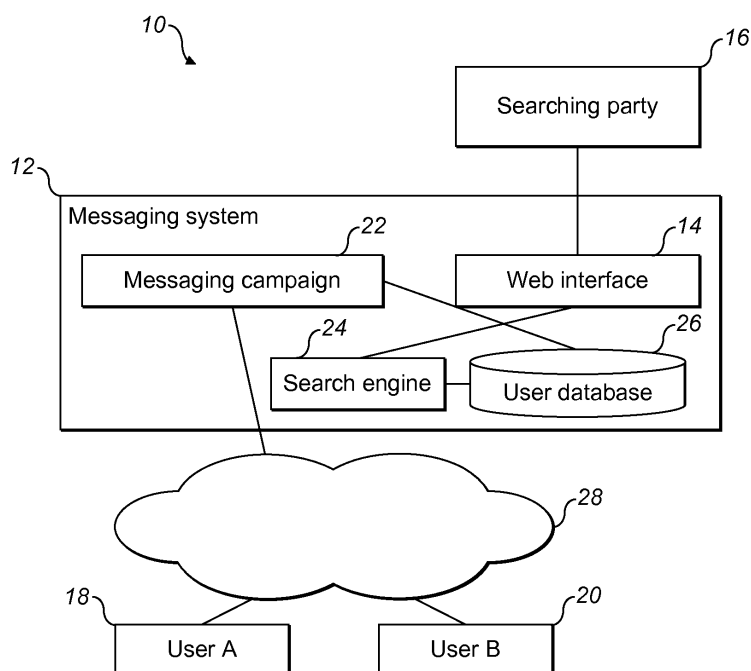 10
16
Searching party
12
Messaging system
22
14
Messaging campaign
Web interface
24
26
Search engine
User database
28
18
20
User A
User B